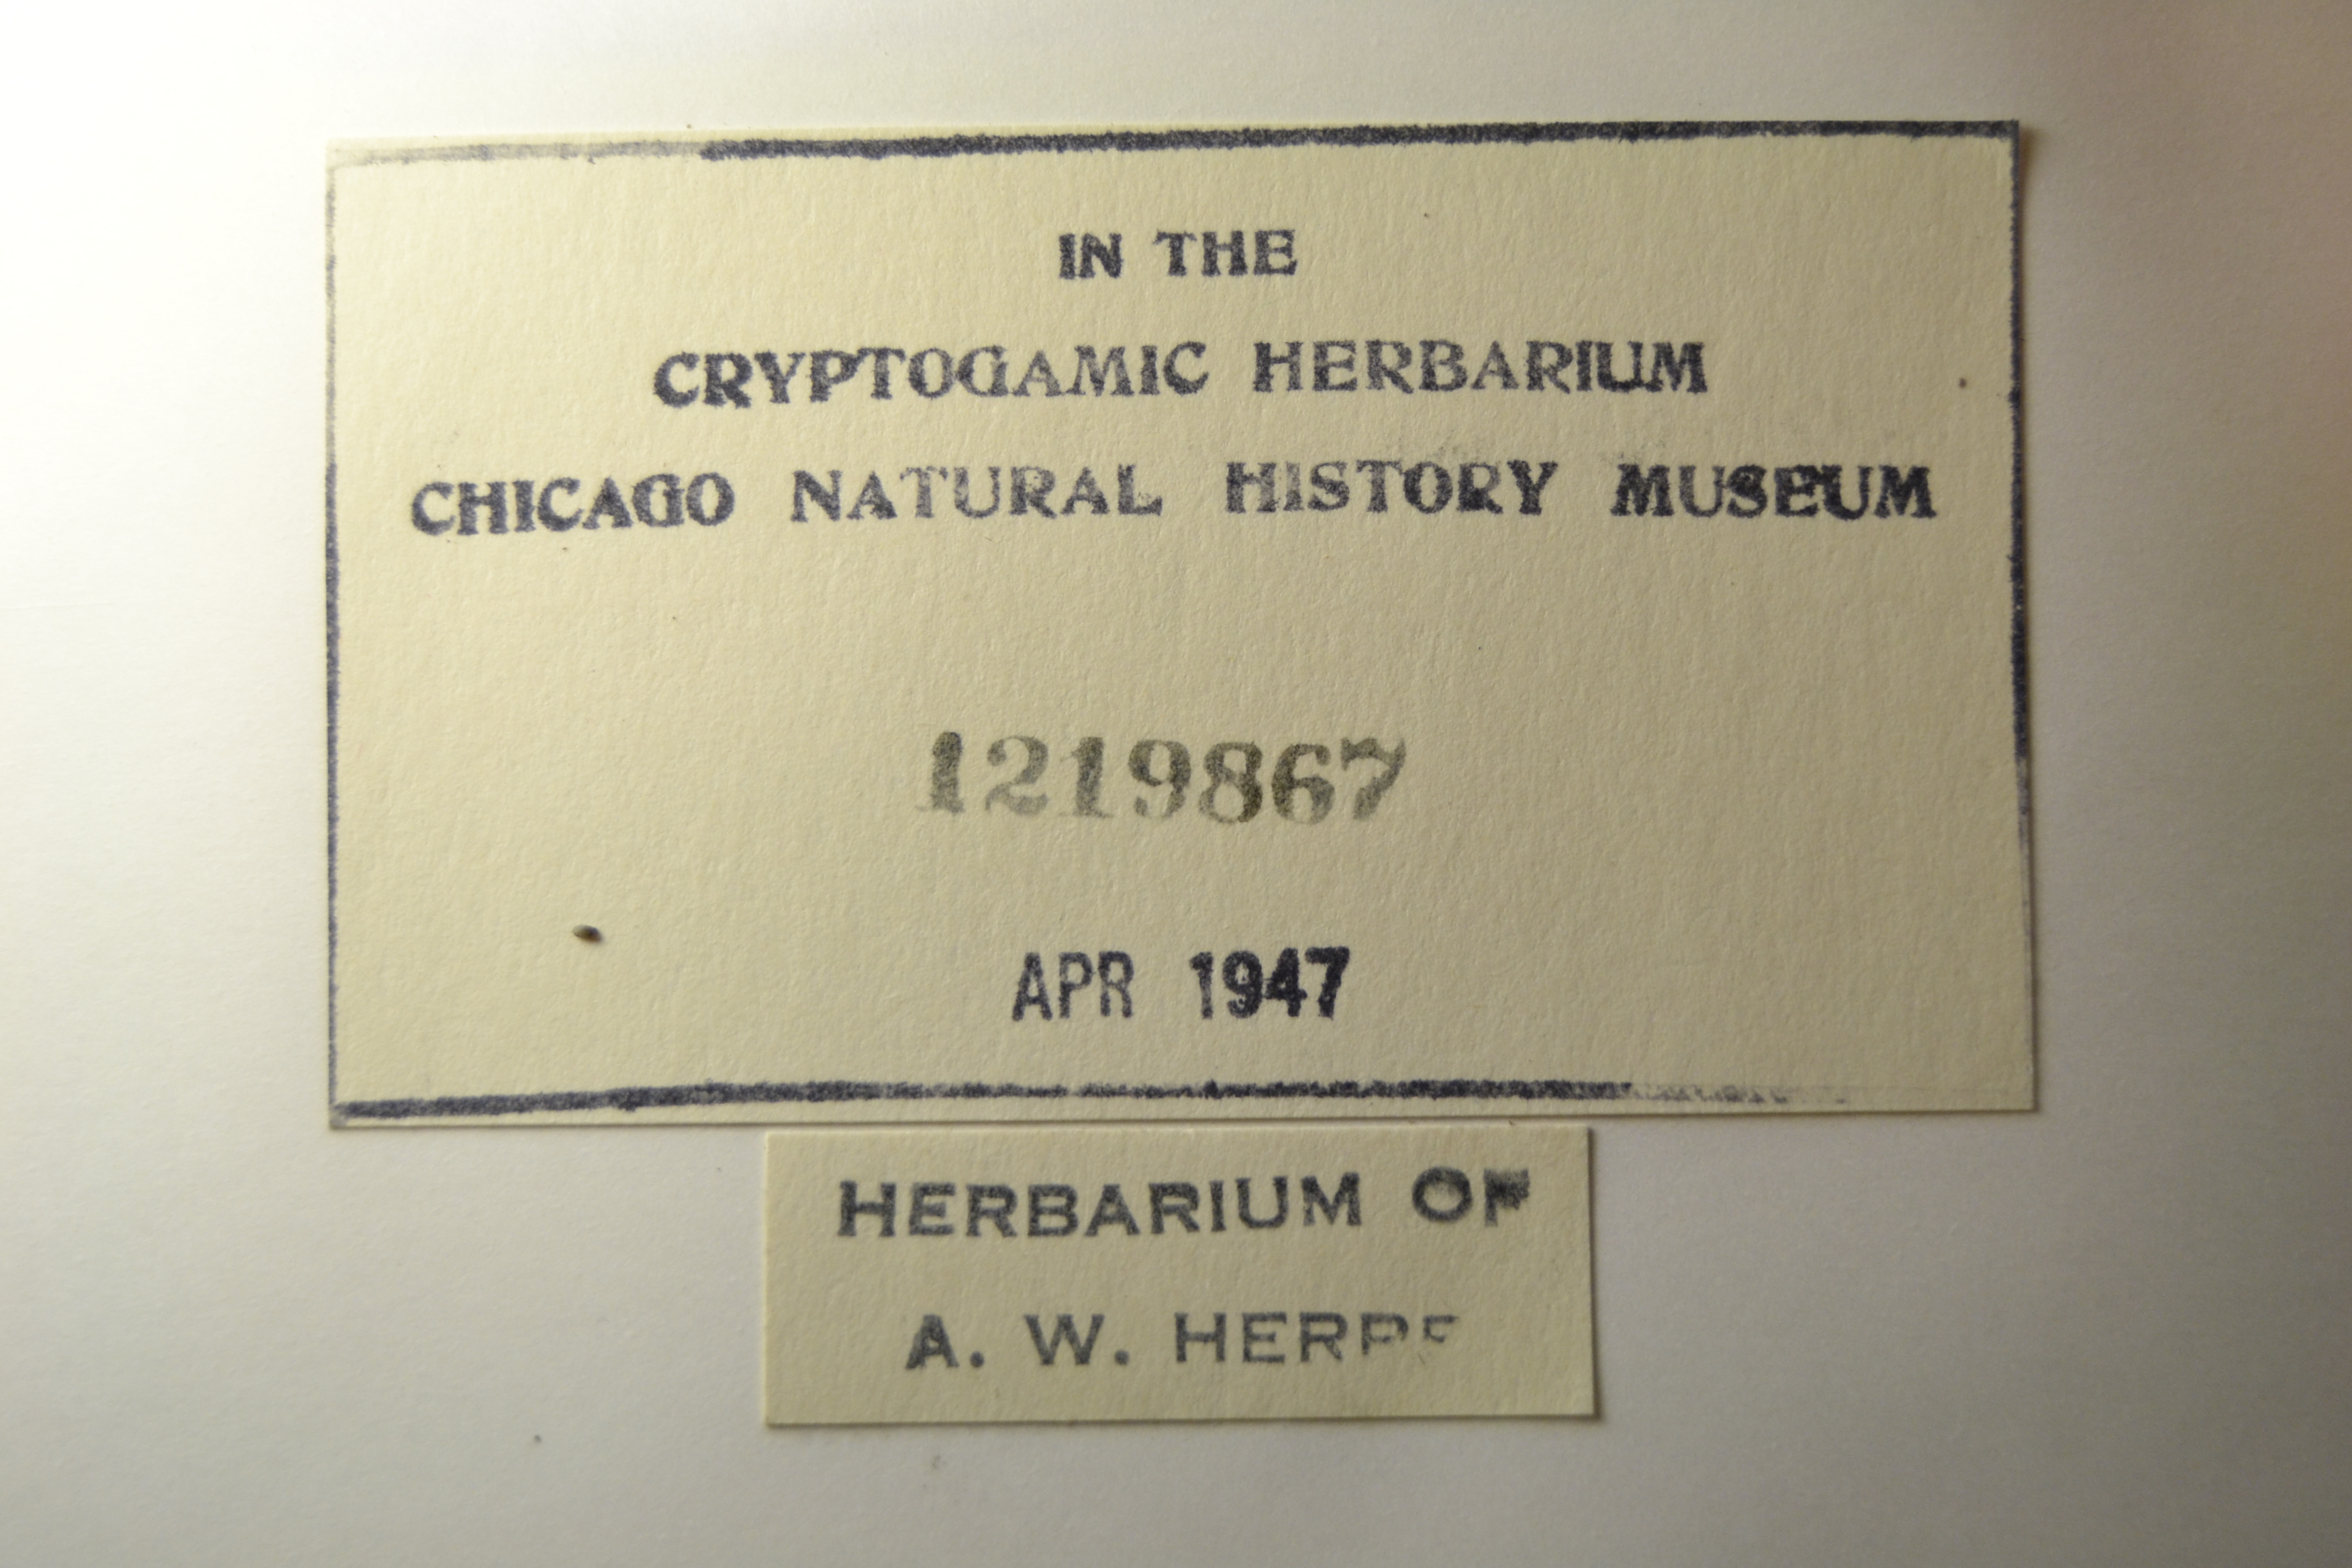 IN THE
CRYPTOGAMIC HERBARIUM
CHICAGO NATURAL HISTORY MUSEUM
1219867
APR 1947
HERBARIUM OF
A. W.